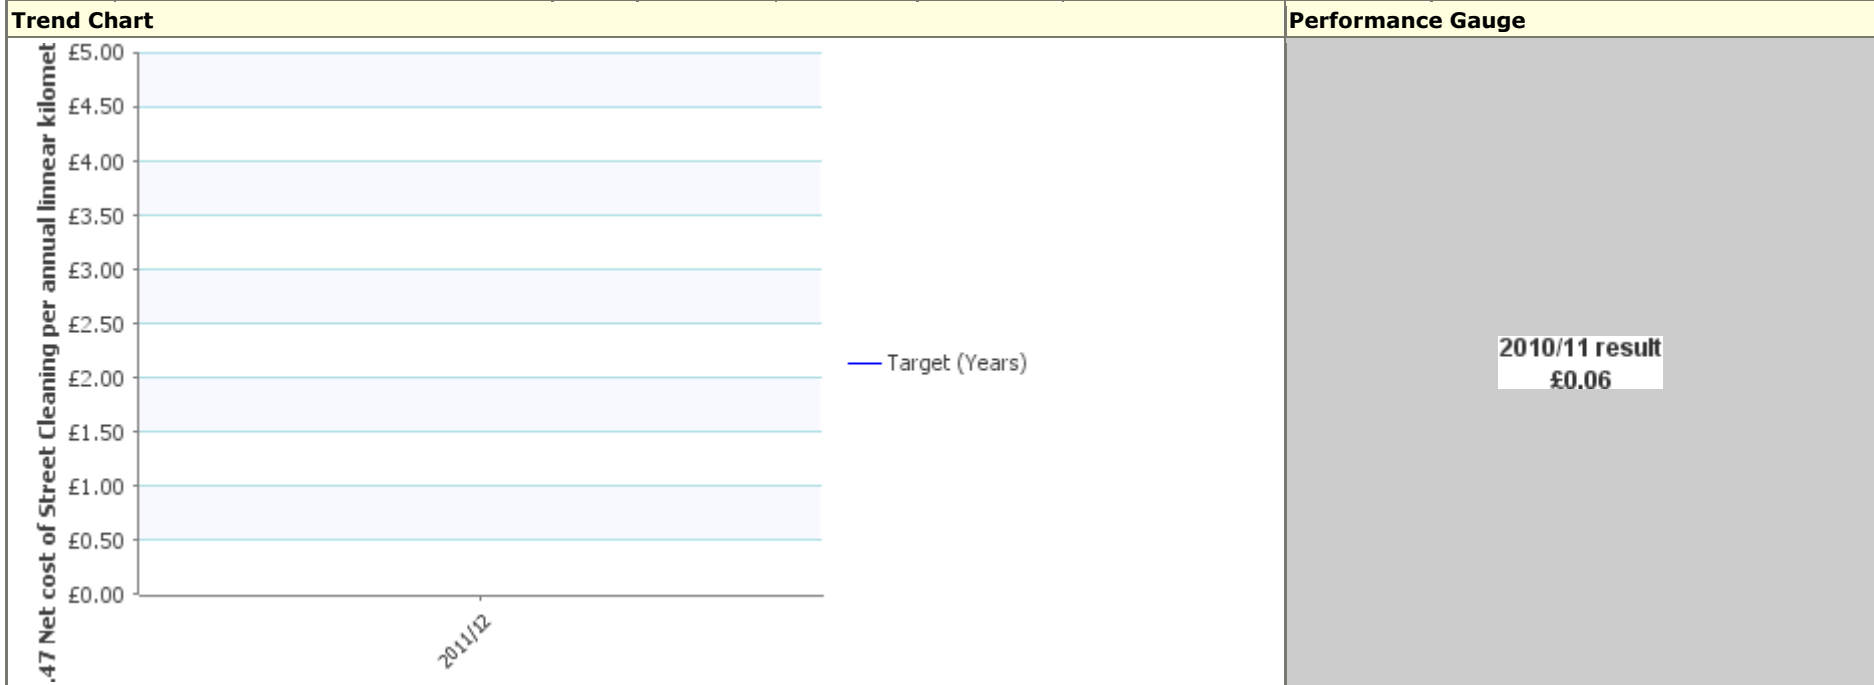 Trend Chart
Performance Gauge
.47 Net cost of Street Cleaning per annual linnear kilomet
£5.00
£4.50
£4.00
£3.50
£3.00
£2.50
£2.00
£1.50
£1.00
£0.50
£0.00
2011/12
Target (Years)
2010/11 result
£0.06